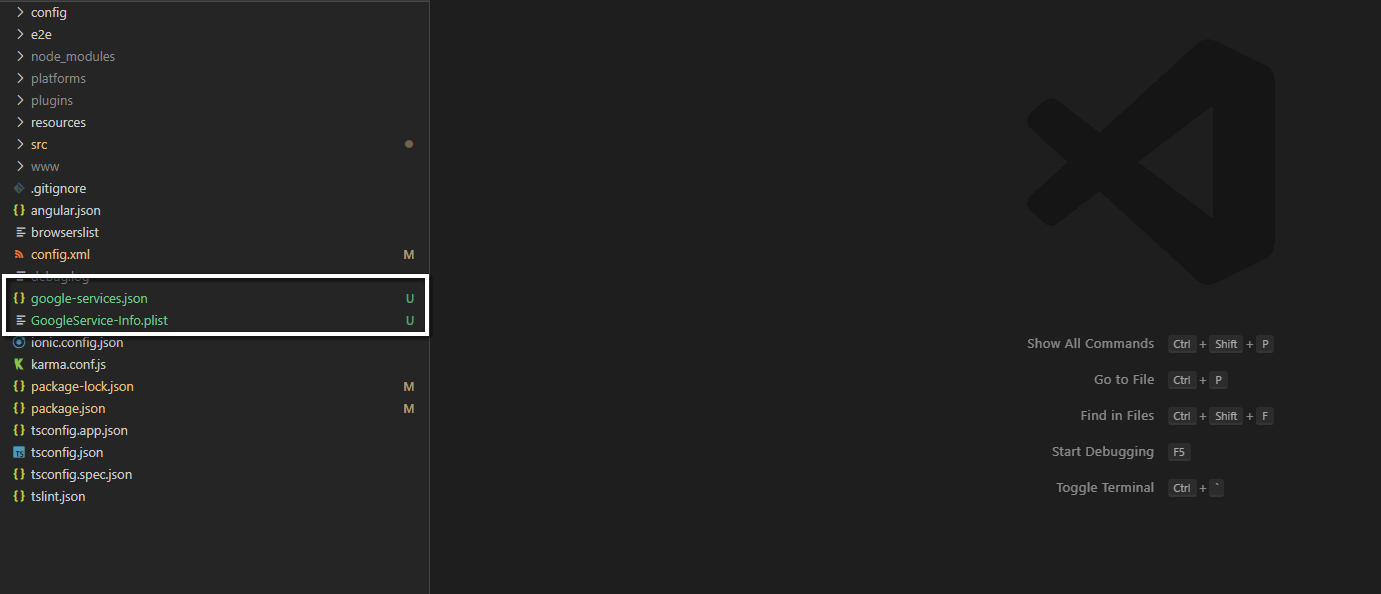 config
e2e
node_modules
platforms
plugins
resources
src
www
.gitignore
angular.json
browserslist
config.xml M
debug.log
google-services.json U
GoogleService-Info.plist U
ionic.config.json
karma.conf.js
package-lock.json M
package.json M
tsconfig.app.json
tsconfig.json
tsconfig.spec.json
tslint.json
Show All Commands Ctrl + Shift + P
Go to File Ctrl + P
Find in Files Ctrl + Shift + F
Start Debugging F5
Toggle Terminal Ctrl + `